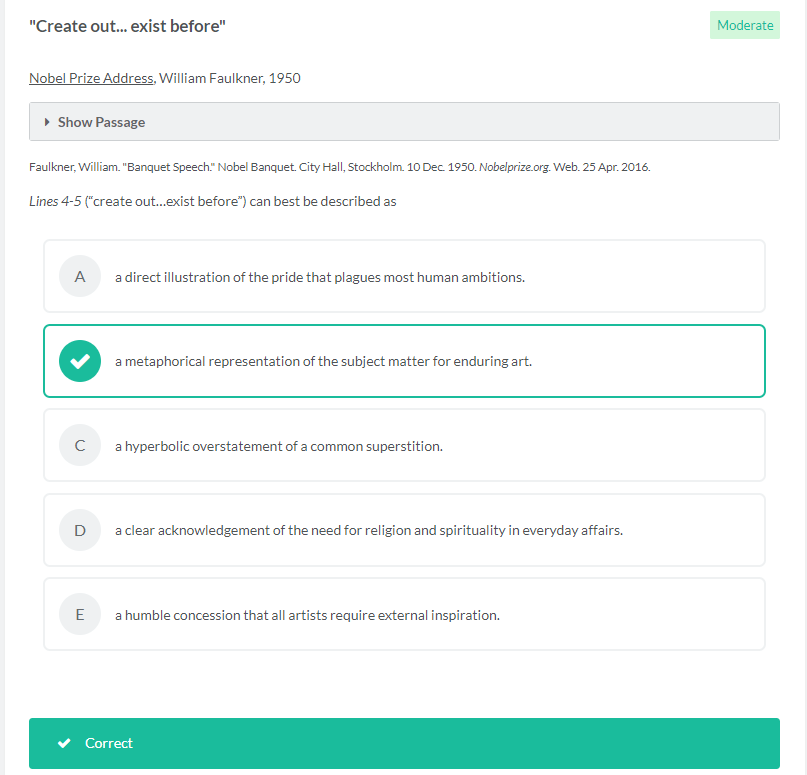 "Create out... exist before"
Moderate
Nobel Prize Address, William Faulkner, 1950
Show Passage
Faulkner, William. "Banquet Speech." Nobel Banquet. City Hall, Stockholm. 10 Dec. 1950. Nobelprize.org. Web. 25 Apr. 2016.
Lines 4-5 (“create out…exist before”) can best be described as
A
a direct illustration of the pride that plagues most human ambitions.
a metaphorical representation of the subject matter for enduring art.
C
a hyperbolic overstatement of a common superstition.
D
a clear acknowledgement of the need for religion and spirituality in everyday affairs.
E
a humble concession that all artists require external inspiration.
Correct